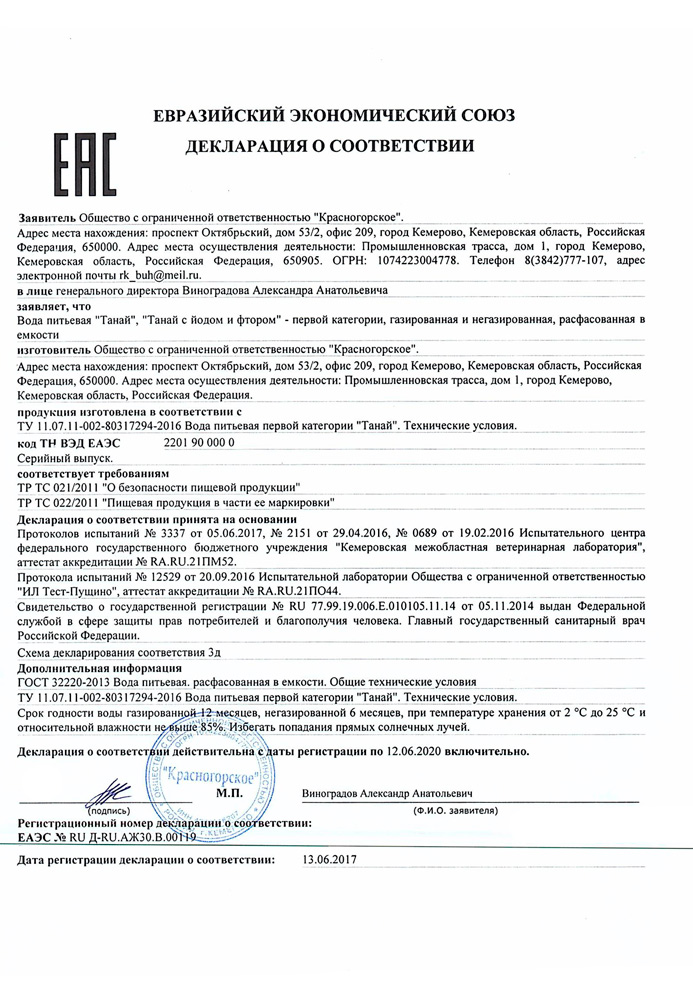 ЕВРАЗИЙСКИЙ ЭКОНОМИЧЕСКИЙ СОЮЗ
ДЕКЛАРАЦИЯ О СООТВЕТСТВИИ
ЕАС
Заявитель Общество с ограниченной ответственностью "Красногорское".
Адрес места нахождения: проспект Октябрьский, дом 53/2, офис 209, город Кемерово, Кемеровская область, Российская
Федерация, 650000. Адрес места осуществления деятельности: Промышленновская трасса, дом 1, город Кемерово,
Кемеровская область, Российская Федерация, 650905. ОГРН: 1074223004778. Телефон 8(3842)777-107, адрес
электронной почты rk_buh@meil.ru.
в лице генерального директора Виноградова Александра Анатольевича
заявляет, что
Вода питьевая "Танай", "Танай с йодом и фтором" - первой категории, газированная и негазированная, расфасованная в
емкости
изготовитель Общество с ограниченной ответственностью "Красногорское".
Адрес места нахождения: проспект Октябрьский, дом 53/2, офис 209, город Кемерово, Кемеровская область, Российская
Федерация, 650000. Адрес места осуществления деятельности: Промышленновская трасса, дом 1, город Кемерово,
Кемеровская область, Российская Федерация.
продукция изготовлена в соответствии с
ТУ 11.07.11-002-80317294-2016 Вода питьевая первой категории "Танай". Технические условия.
код ТН ВЭД ЕАЭС 2201 90 000 0
Серийный выпуск.
соответствует требованиям
ТР ТС 021/2011 "О безопасности пищевой продукции"
ТР ТС 022/2011 "Пищевая продукция в части ее маркировки"
Декларация о соответствии принята на основании
Протоколов испытаний № 3337 от 05.06.2017, № 2151 от 29.04.2016, № 0689 от 19.02.2016 Испытательного центра
федерального государственного бюджетного учреждения "Кемеровская межобластная ветеринарная лаборатория",
аттестат аккредитации № RA.RU.21ПМ52.
Протокола испытаний № 12529 от 20.09.2016 Испытательной лаборатории Общества с ограниченной ответственностью
"ИЛ Тест-Пущино", аттестат аккредитации № RA.RU.21ПО44.
Свидетельство о государственной регистрации № RU 77.99.19.006.Е.010105.11.14 от 05.11.2014 выдан Федеральной
службой в сфере защиты прав потребителей и благополучия человека. Главный государственный санитарный врач
Российской Федерации.
Схема декларирования соответствия 3д
Дополнительная информация
ГОСТ 32220-2013 Вода питьевая. расфасованная в емкости. Общие технические условия
ТУ 11.07.11-002-80317294-2016 Вода питьевая первой категории "Танай". Технические условия.
Срок годности воды газированной 12 месяцев, негазированной 6 месяцев, при температуре хранения от 2 °С до 25 °С и
относительной влажности не выше 85%. Избегать попадания прямых солнечных лучей.
Декларация о соответствии действительна с даты регистрации по 12.06.2020 включительно.
"Красногорское"
М.П.
Виноградов Александр Анатольевич
(подпись)
(Ф.И.О. заявителя)
Регистрационный номер декларации о соответствии:
ЕАЭС № RU Д-RU.АЖ30.В.00119
Дата регистрации декларации о соответствии: 13.06.2017